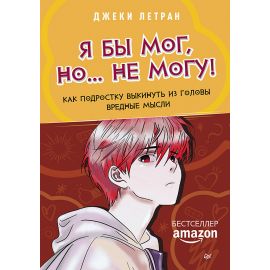 ДЖЕКИ ЛЕТРАН
Я БЫ МОГ,
НО... НЕ МОГУ!
КАК ПОДРОСТКУ ВЫКИНУТЬ ИЗ ГОЛОВЫ
ВРЕДНЫЕ МЫСЛИ
БЕСТСЕЛЛЕР
amazon